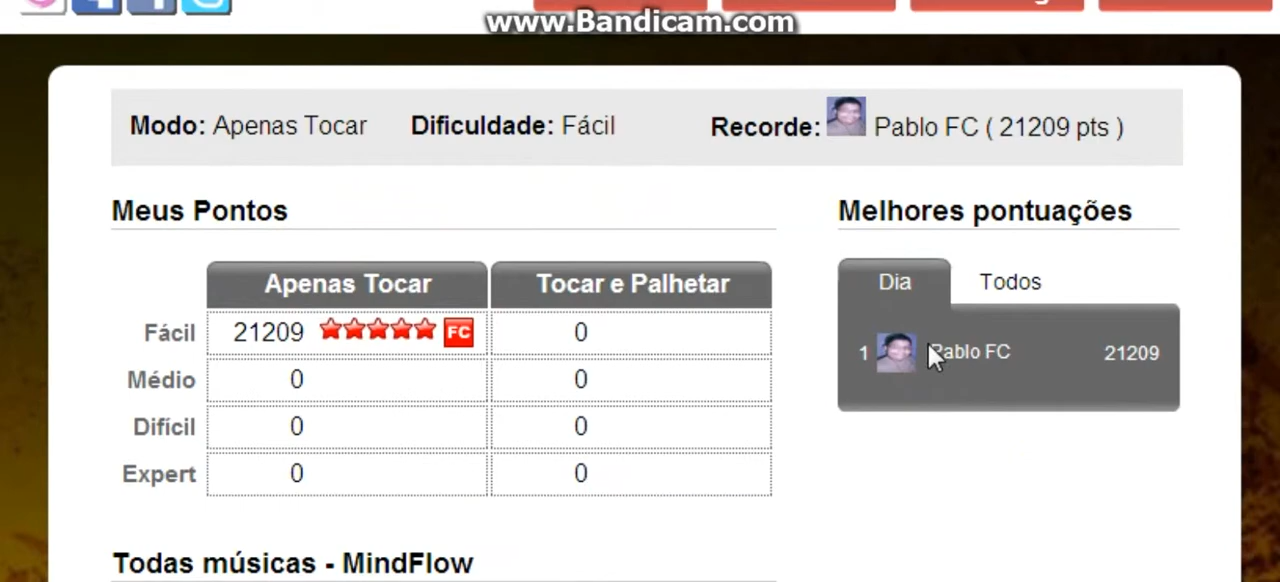 www.Bandicam.com
Modo: Apenas Tocar Dificuldade: Fácil Recorde: Pablo FC ( 21209 pts )
Meus Pontos
Apenas Tocar Tocar e Palhetar
Fácil 21209 FC 0
Médio 0 0
Difícil 0 0
Expert 0 0
Melhores pontuações
Dia Todos
1 Pablo FC 21209
Todas músicas - MindFlow